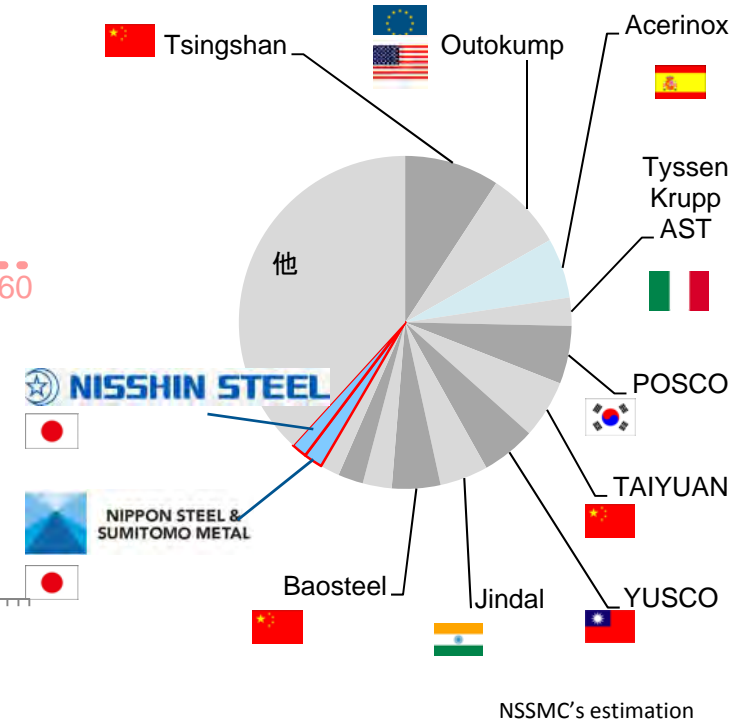 Tsingshan
Outokump
Acerinox
Tyssen
Krupp
AST
他
60
NISSHIN STEEL
POSCO
NIPPON STEEL &
SUMITOMO METAL
TAIYUAN
Baosteel
Jindal
YUSCO
NSSMC's estimation